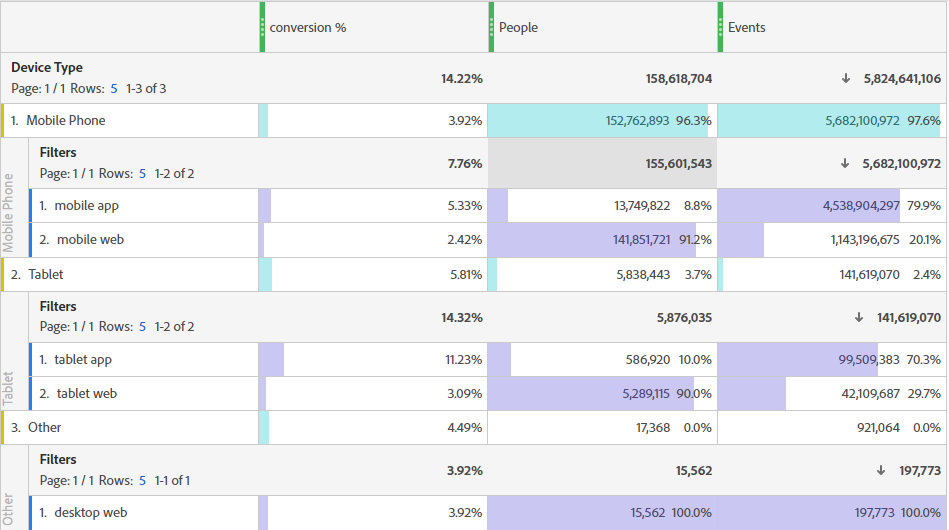 conversion % People Events
Device Type 14.22% 158,618,704 ↓ 5,824,641,106
Page: 1 / 1 Rows: 5 1-3 of 3
1. Mobile Phone 3.92% 152,762,893 96.3% 5,682,100,972 97.6%
Mobile Phone
Filters 7.76% 155,601,543 ↓ 5,682,100,972
Page: 1 / 1 Rows: 5 1-2 of 2
1. mobile app 5.33% 13,749,822 8.8% 4,538,904,297 79.9%
2. mobile web 2.42% 141,851,721 91.2% 1,143,196,675 20.1%
2. Tablet 5.81% 5,838,443 3.7% 141,619,070 2.4%
Tablet
Filters 14.32% 5,876,035 ↓ 141,619,070
Page: 1 / 1 Rows: 5 1-2 of 2
1. tablet app 11.23% 586,920 10.0% 99,509,383 70.3%
2. tablet web 3.09% 5,289,115 90.0% 42,109,687 29.7%
3. Other 4.49% 17,368 0.0% 921,064 0.0%
Other
Filters 3.92% 15,562 ↓ 197,773
Page: 1 / 1 Rows: 5 1-1 of 1
1. desktop web 3.92% 15,562 100.0% 197,773 100.0%